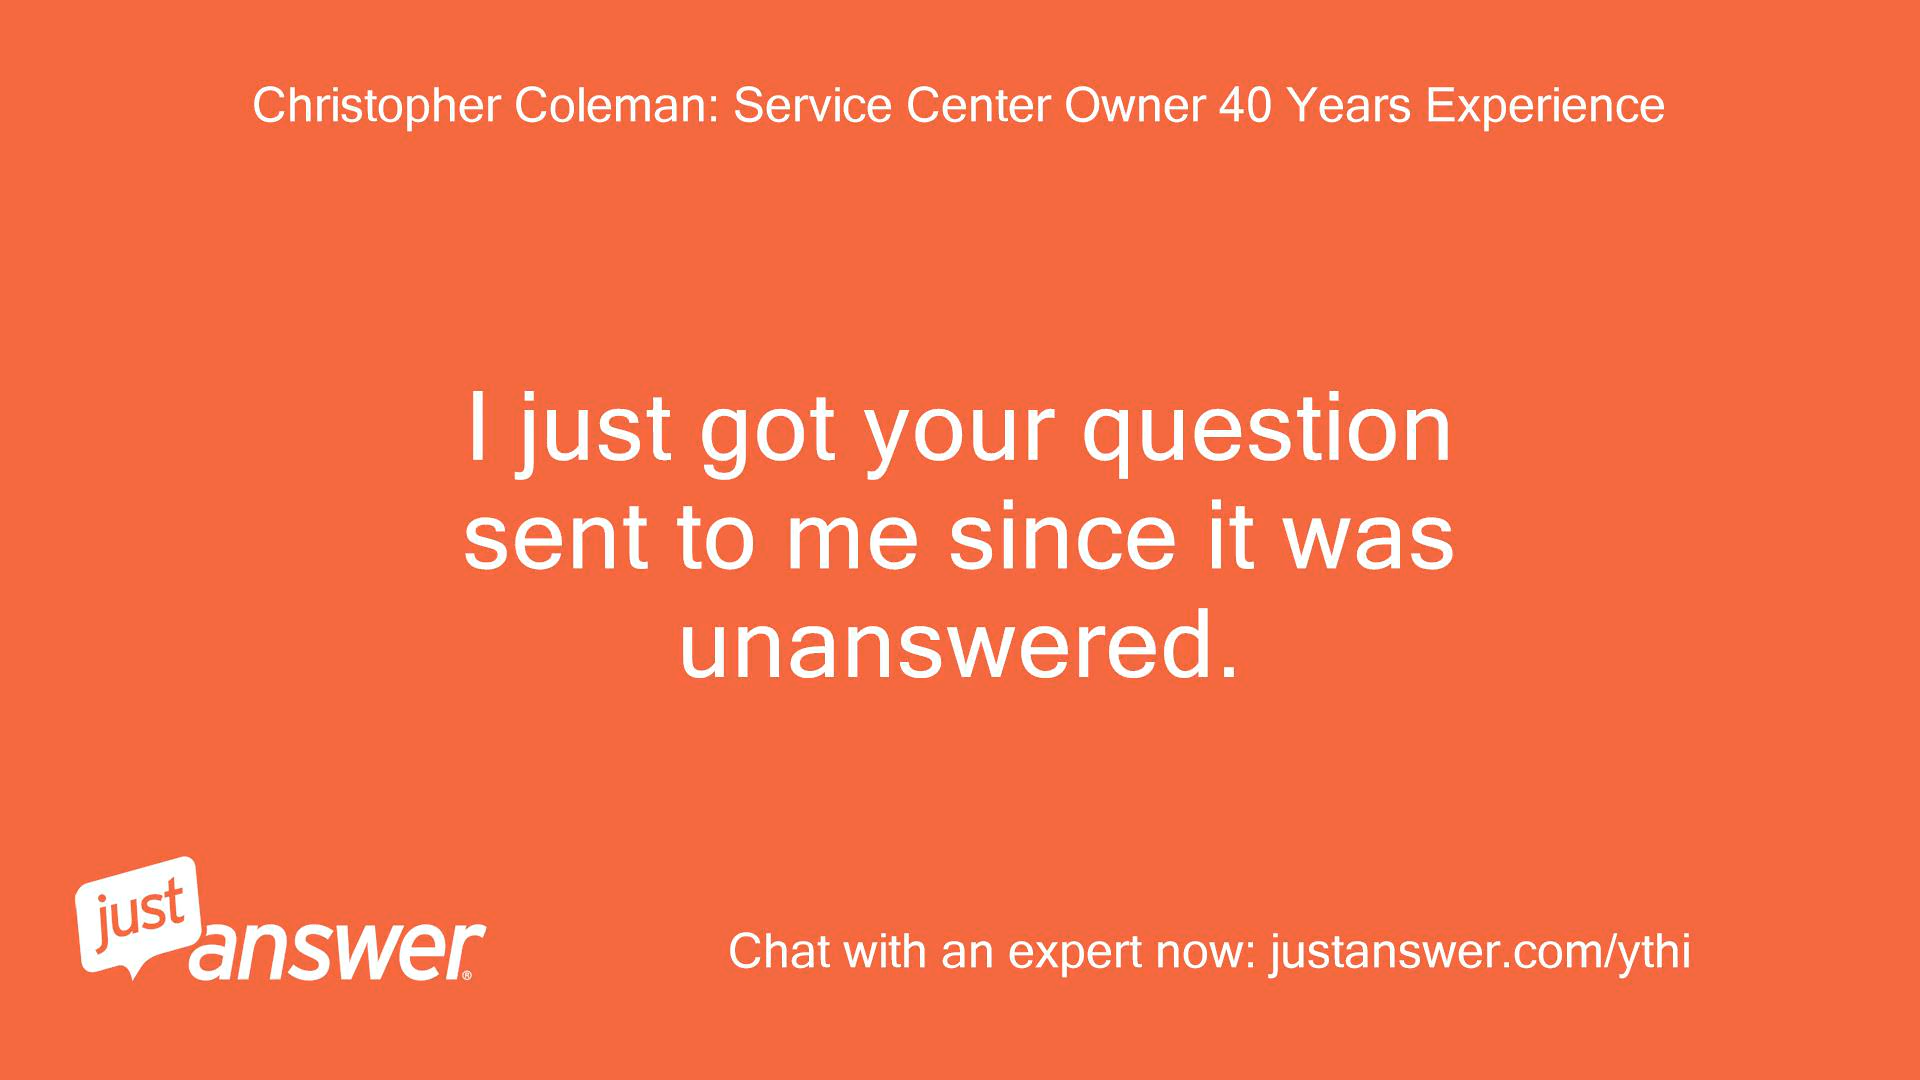 Christopher Coleman: Service Center Owner 40 Years Experience
I just got your question
sent to me since it was
unanswered.
just
answer®
Chat with an expert now: justanswer.com/ythi